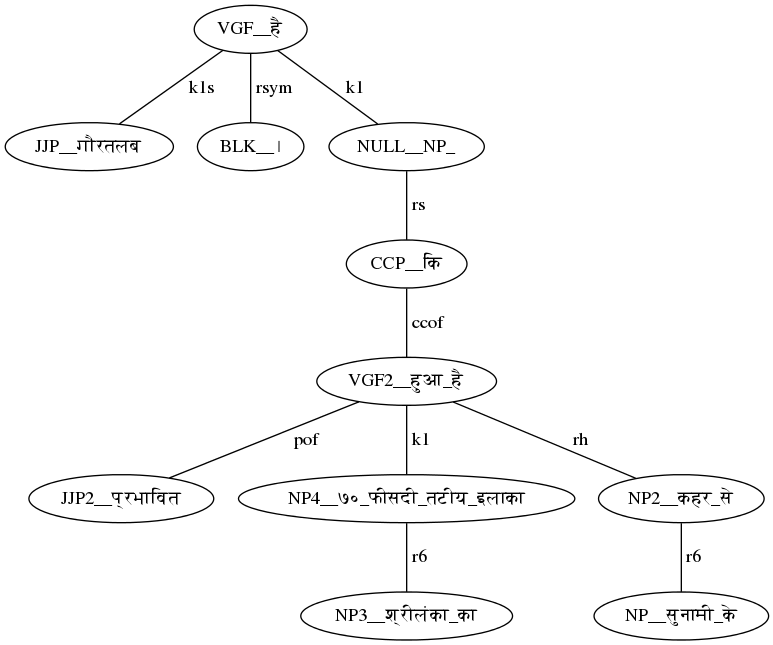 VGF__है
k1s rsym k1
JJP__गौरतलब BLK__। NULL__NP_
rs
CCP__कि
ccof
VGF2__हुआ_है
pof k1 rh
JJP2__प्रभावित NP4__७०_फीसदी_तटीय_इलाका NP2__कहर_से
r6 r6
NP3__श्रीलंका_का NP__सुनामी_के